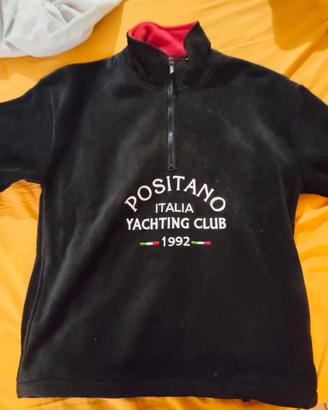 POSITANO
ITALIA
YACHTING CLUB
1992